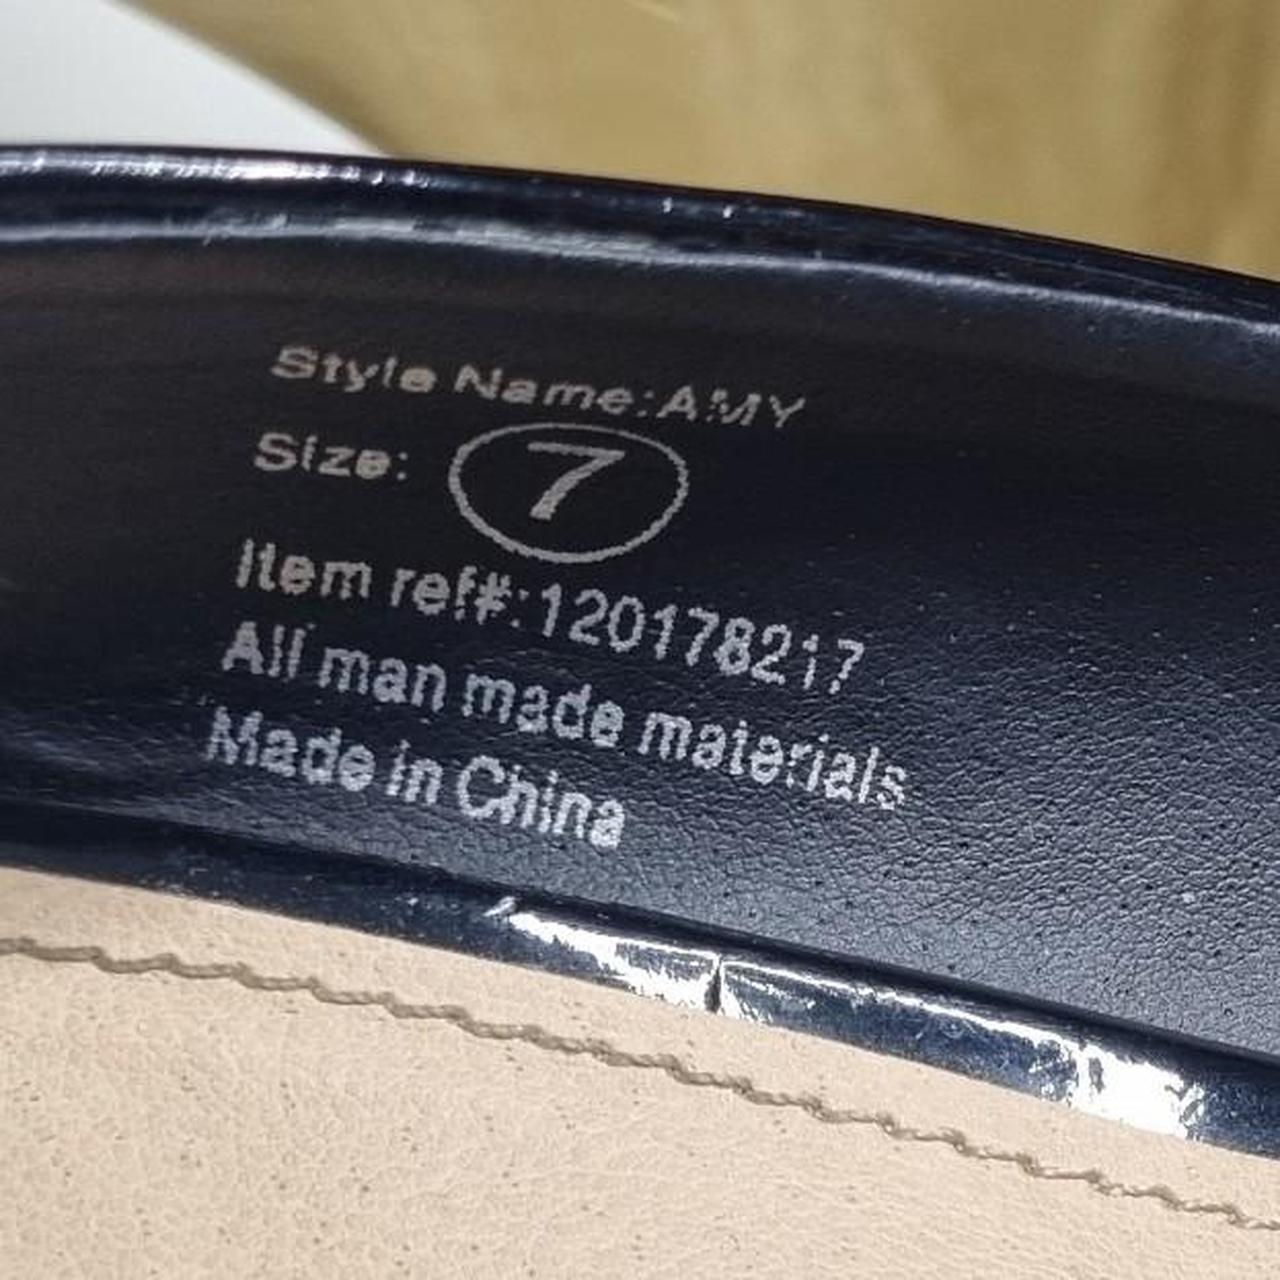 Style Name:AMY
Size: 7
Item ref#:120178217
All man made materials
Made in China